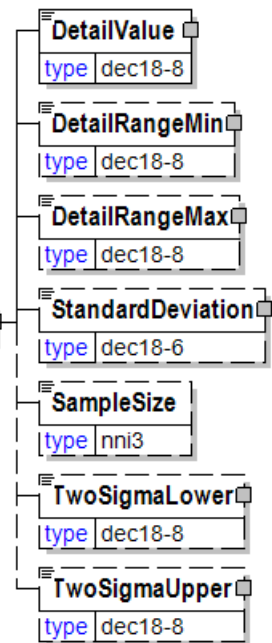 DetailValue
type dec18-8
DetailRangeMin
type dec18-8
DetailRangeMax
type dec18-8
StandardDeviation
type dec18-6
SampleSize
type nni3
TwoSigmaLower
type dec18-8
TwoSigmaUpper
type dec18-8